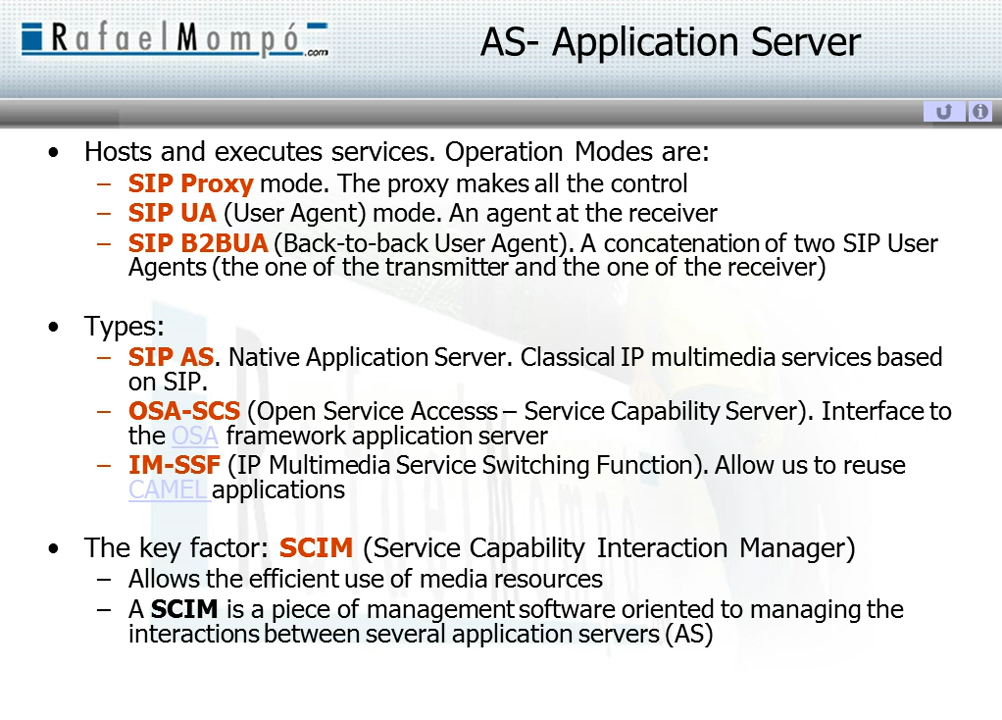 RafaelMompó.com
AS- Application Server
• Hosts and executes services. Operation Modes are:
– SIP Proxy mode. The proxy makes all the control
– SIP UA (User Agent) mode. An agent at the receiver
– SIP B2BUA (Back-to-back User Agent). A concatenation of two SIP User
Agents (the one of the transmitter and the one of the receiver)
• Types:
– SIP AS. Native Application Server. Classical IP multimedia services based
on SIP.
– OSA-SCS (Open Service Accesss – Service Capability Server). Interface to
the OSA framework application server
– IM-SSF (IP Multimedia Service Switching Function). Allow us to reuse
CAMEL applications
• The key factor: SCIM (Service Capability Interaction Manager)
– Allows the efficient use of media resources
– A SCIM is a piece of management software oriented to managing the
interactions between several application servers (AS)